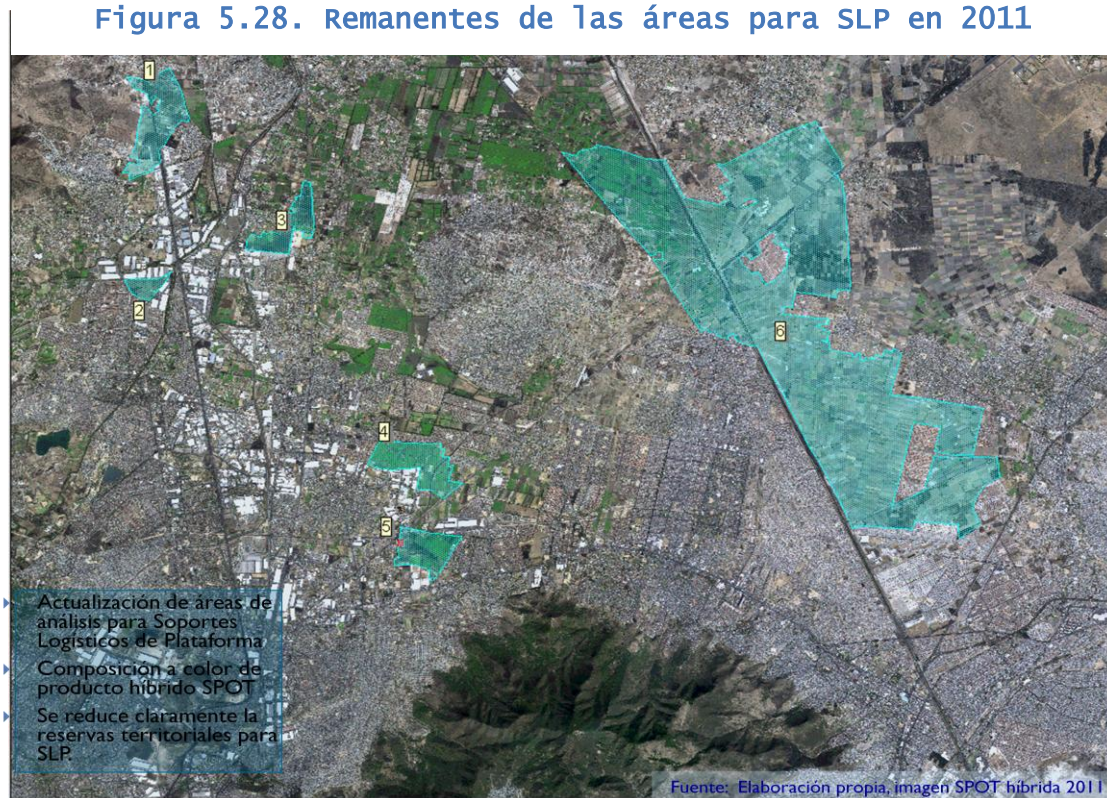 Figura 5.28. Remanentes de las áreas para SLP en 2011
1
3
2
6
4
5
Actualización de áreas de
análisis para Soportes
Logísticos de Plataforma
Composición a color de
producto híbrido SPOT
Se reduce claramente la
reservas territoriales para
SLP.
Fuente: Elaboración propia, imagen SPOT híbrida 2011